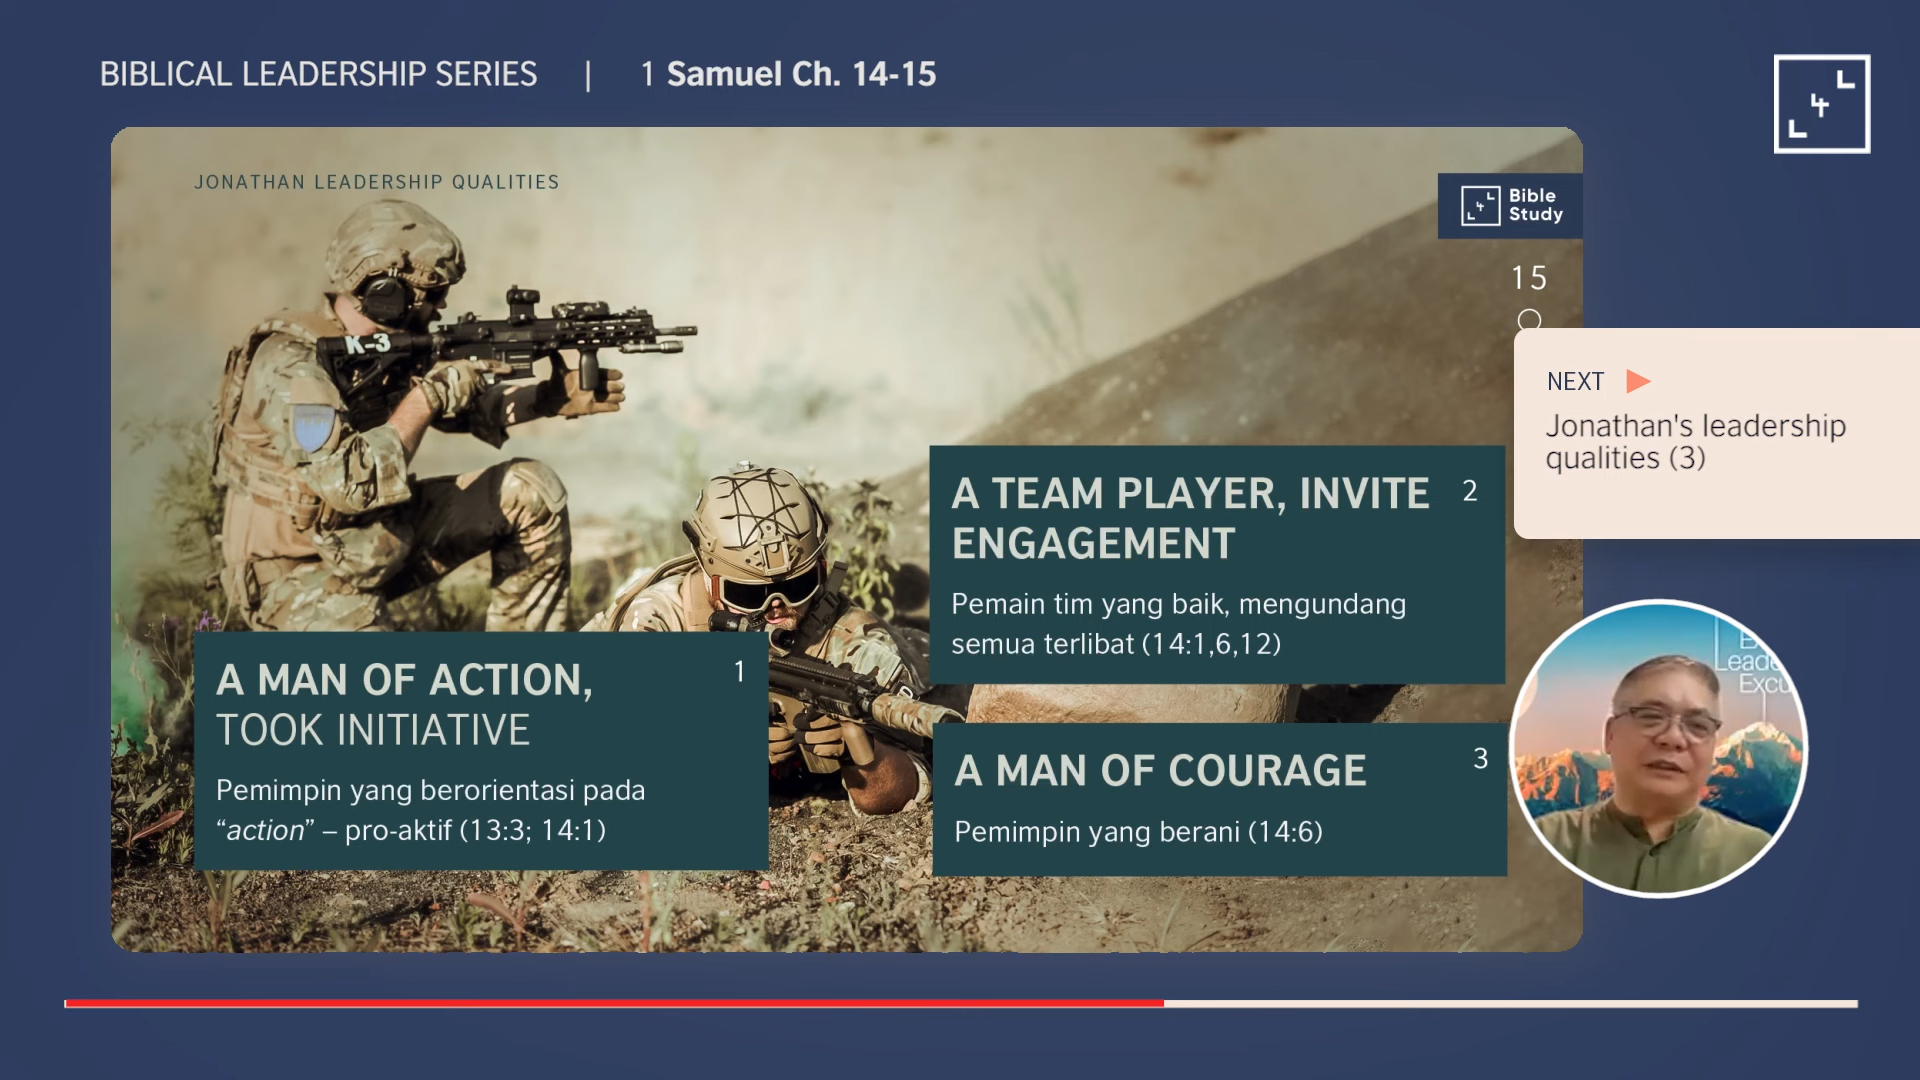 BIBLICAL LEADERSHIP SERIES | 1 Samuel Ch. 14-15
JONATHAN LEADERSHIP QUALITIES
Bible
Study
15
K-3
NEXT
Jonathan's leadership
qualities (3)
A MAN OF ACTION, 1
TOOK INITIATIVE
Pemimpin yang berorientasi pada
“action” – pro-aktif (13:3; 14:1)
A TEAM PLAYER, INVITE 2
ENGAGEMENT
Pemain tim yang baik, mengundang
semua terlibat (14:1,6,12)
A MAN OF COURAGE 3
Pemimpin yang berani (14:6)